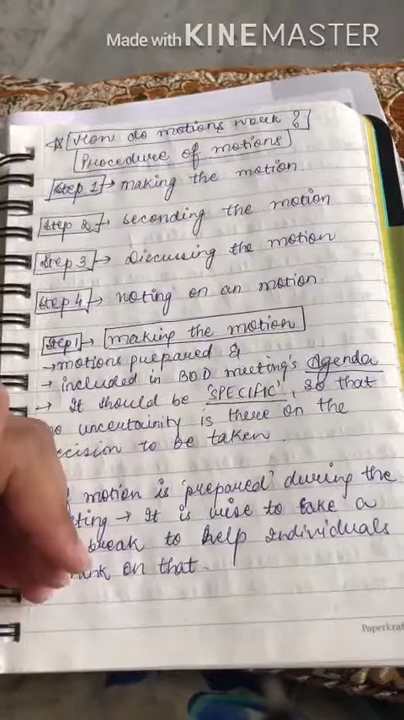 Made with KINEMASTER
☆ How do motions work &
Procedure of motions
Step 1 → making the motion
Step 2 → seconding the motion
Step 3 → Discussing the motion
Step 4 → voting on an motion.
Step 1 → making the motion
→ motions prepared &
→ included in BOD meeting's Agenda
→ It should be 'SPECIFIC', so that
uncertainity is there on the
cision to be taken.
motion is 'prepared' during the
ting → It is wise to take a
break to help Individuals
on that.
Paperkraf